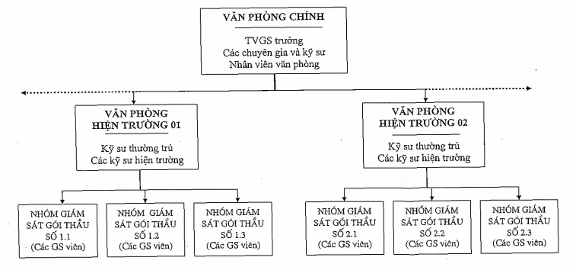 VĂN PHÒNG CHÍNH
TVGS trưởng
Các chuyên gia và kỹ sư
Nhân viên văn phòng
VĂN PHÒNG
HIỆN TRƯỜNG 01
Kỹ sư thường trú
Các kỹ sư hiện trường
VĂN PHÒNG
HIỆN TRƯỜNG 02
Kỹ sư thường trú
Các kỹ sư hiện trường
NHÓM GIÁM
SÁT GÓI THẦU
SỐ 1.1
(Các GS viên)
NHÓM GIÁM
SÁT GÓI THẦU
SỐ 1.2
(Các GS viên)
NHÓM GIÁM
SÁT GÓI THẦU
SỐ 1.3
(Các GS viên)
NHÓM GIÁM
SÁT GÓI THẦU
SỐ 2.1
(Các GS viên)
NHÓM GIÁM
SÁT GÓI THẦU
SỐ 2.2
(Các GS viên)
NHÓM GIÁM
SÁT GÓI THẦU
SỐ 2.3
(Các GS viên)